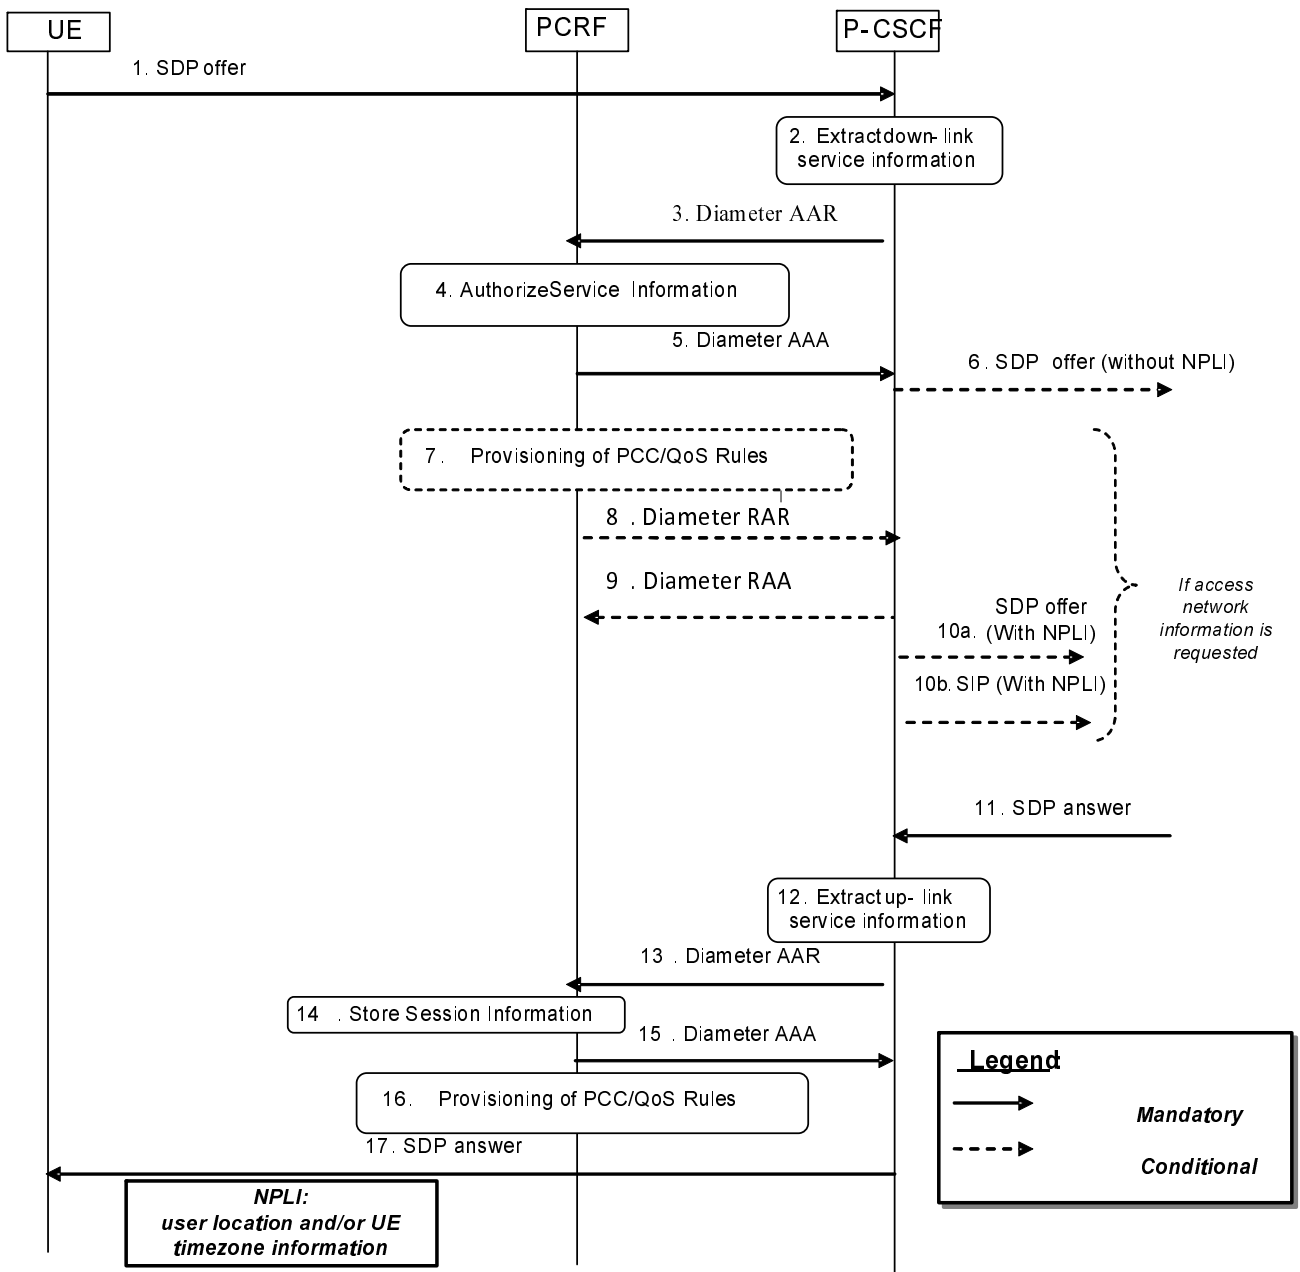 UE
PCRF
P-CSCF
1. SDP offer
2. Extract down-link
service information
3. Diameter AAR
4. Authorize Service Information
5. Diameter AAA
6. SDP offer (without NPLI)
7. Provisioning of PCC/QoS Rules
8. Diameter RAR
9. Diameter RAA
If access
network
information is
requested
SDP offer
10a. (With NPLI)
10b. SIP (With NPLI)
11. SDP answer
12. Extract up-link
service information
13. Diameter AAR
14. Store Session Information
15. Diameter AAA
16. Provisioning of PCC/QoS Rules
17. SDP answer
Legend:
Mandatory
Conditional
NPLI:
user location and/or UE
timezone information